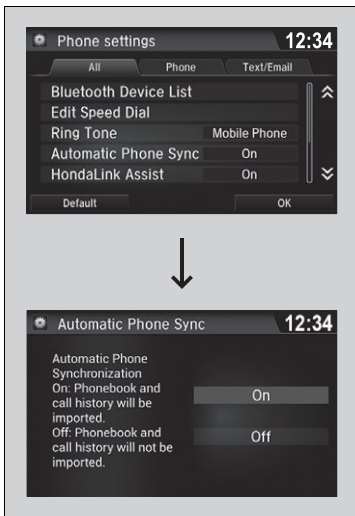 Phone settings 12:34
All Phone Text/Email
Bluetooth Device List
Edit Speed Dial
Ring Tone Mobile Phone
Automatic Phone Sync On
HondaLink Assist On
Default OK
Automatic Phone Sync 12:34
Automatic Phone
Synchronization
On: Phonebook and
call history will be
imported.
Off: Phonebook and
call history will not be
imported.
On
Off